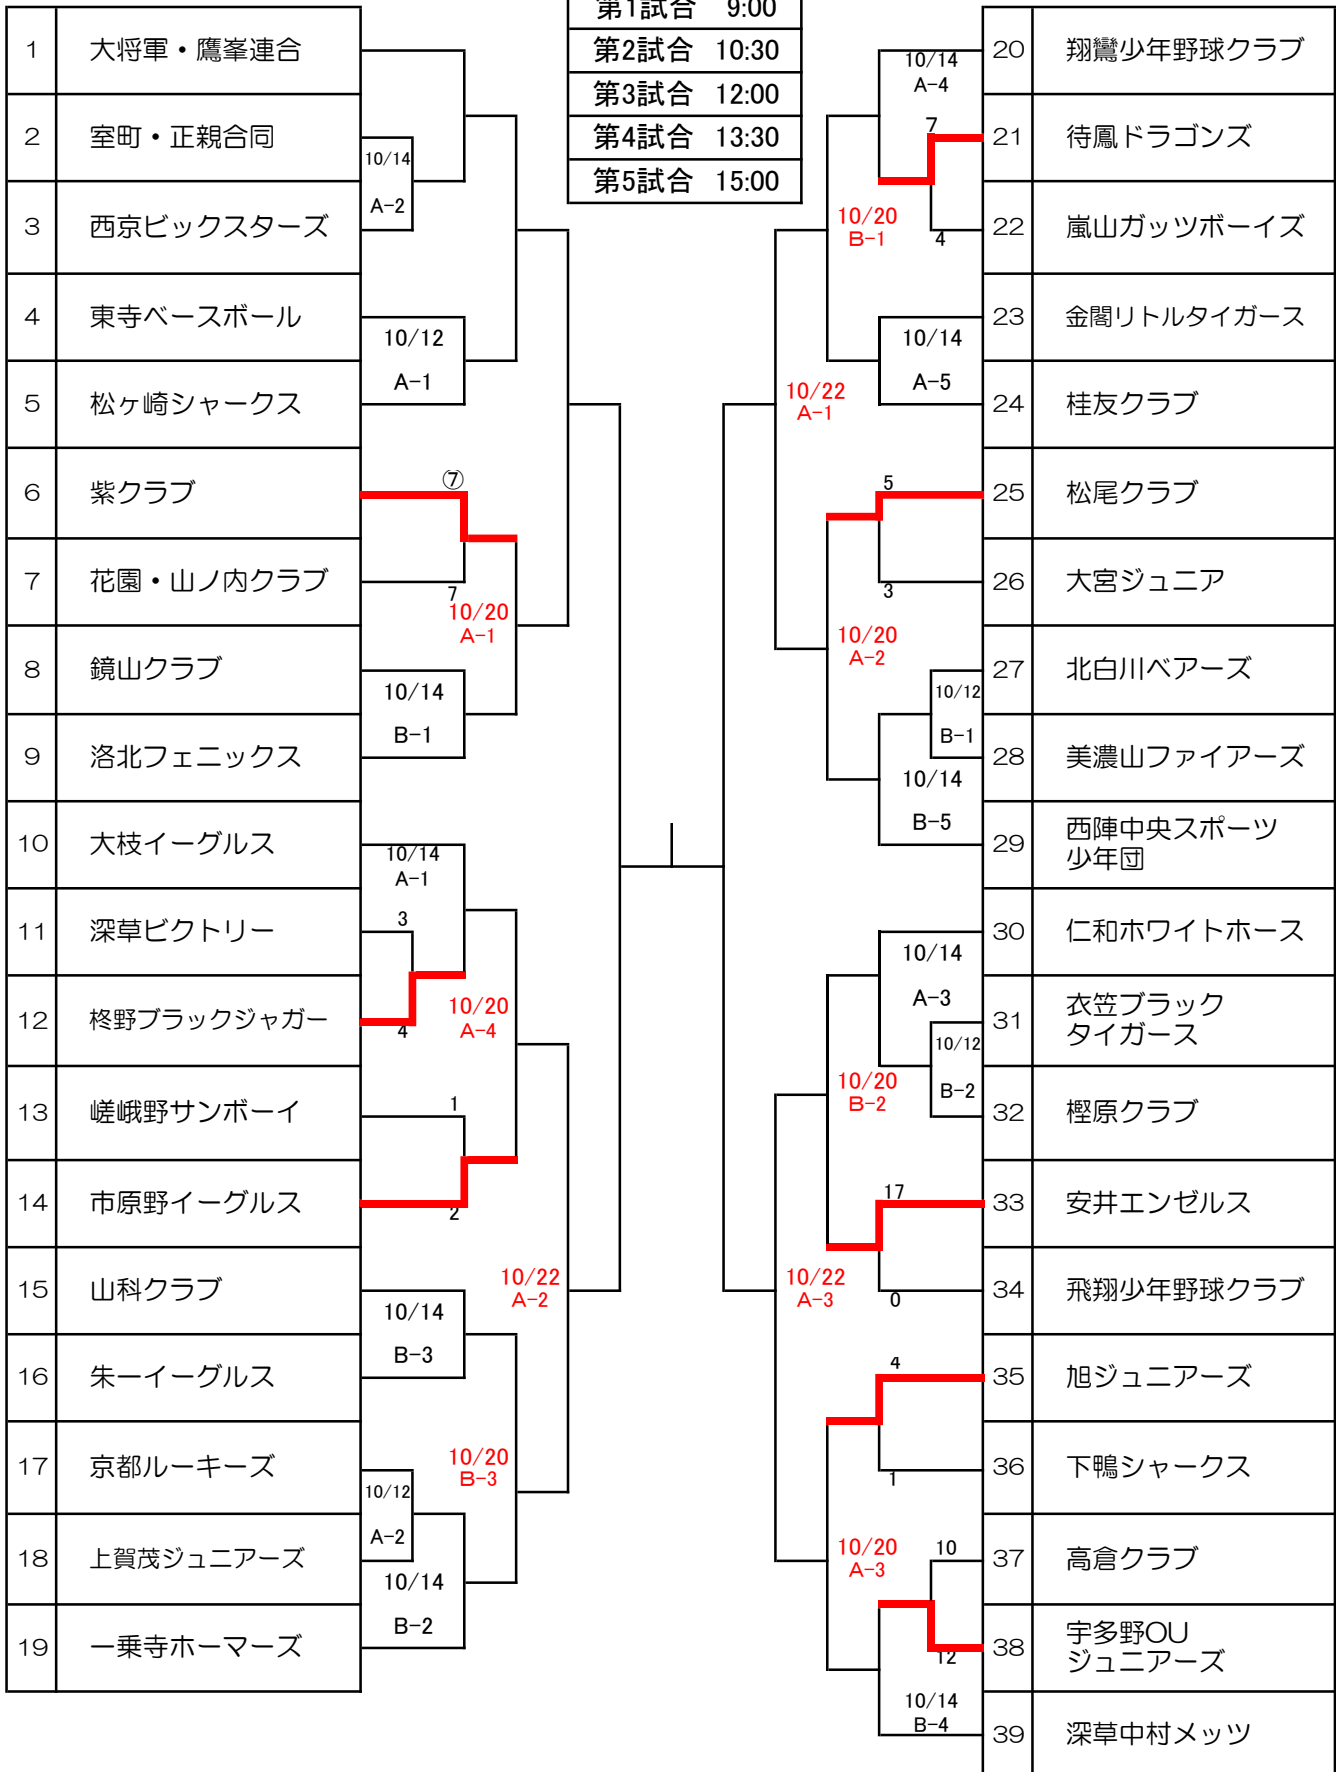 第1試合 9:00
第2試合 10:30
第3試合 12:00
第4試合 13:30
第5試合 15:00
1 大将軍・鷹峯連合
2 室町・正親合同
10/14
A-2
3 西京ビックスターズ
4 東寺ベースボール
10/12
A-1
5 松ヶ崎シャークス
6 紫クラブ
⑦
7 花園・山ノ内クラブ
7
10/20
A-1
8 鏡山クラブ
10/14
B-1
9 洛北フェニックス
10 大枝イーグルス
10/14
A-1
11 深草ビクトリー
3
12 柊野ブラックジャガー
4
10/20
A-4
13 嵯峨野サンボーイ
1
14 市原野イーグルス
2
15 山科クラブ
10/22
A-2
10/14
B-3
16 朱一イーグルス
17 京都ルーキーズ
10/20
B-3
10/12
A-2
18 上賀茂ジュニアーズ
10/14
B-2
19 一乗寺ホーマーズ
20 翔鸞少年野球クラブ
10/14
A-4
7
21 待鳳ドラゴンズ
10/20
B-1
4
22 嵐山ガッツボーイズ
23 金閣リトルタイガース
10/14
A-5
10/22
A-1
24 桂友クラブ
5
25 松尾クラブ
3
26 大宮ジュニア
10/20
A-2
27 北白川ベアーズ
10/12
B-1
28 美濃山ファイアーズ
10/14
B-5
29 西陣中央スポーツ
少年団
30 仁和ホワイトホース
10/14
A-3
31 衣笠ブラック
タイガース
10/12
B-2
10/20
B-2
32 樫原クラブ
17
33 安井エンゼルス
10/22
A-3
0
34 飛翔少年野球クラブ
4
35 旭ジュニアーズ
1
36 下鴨シャークス
10/20
A-3
10
37 高倉クラブ
12
38 宇多野OU
ジュニアーズ
10/14
B-4
39 深草中村メッツ